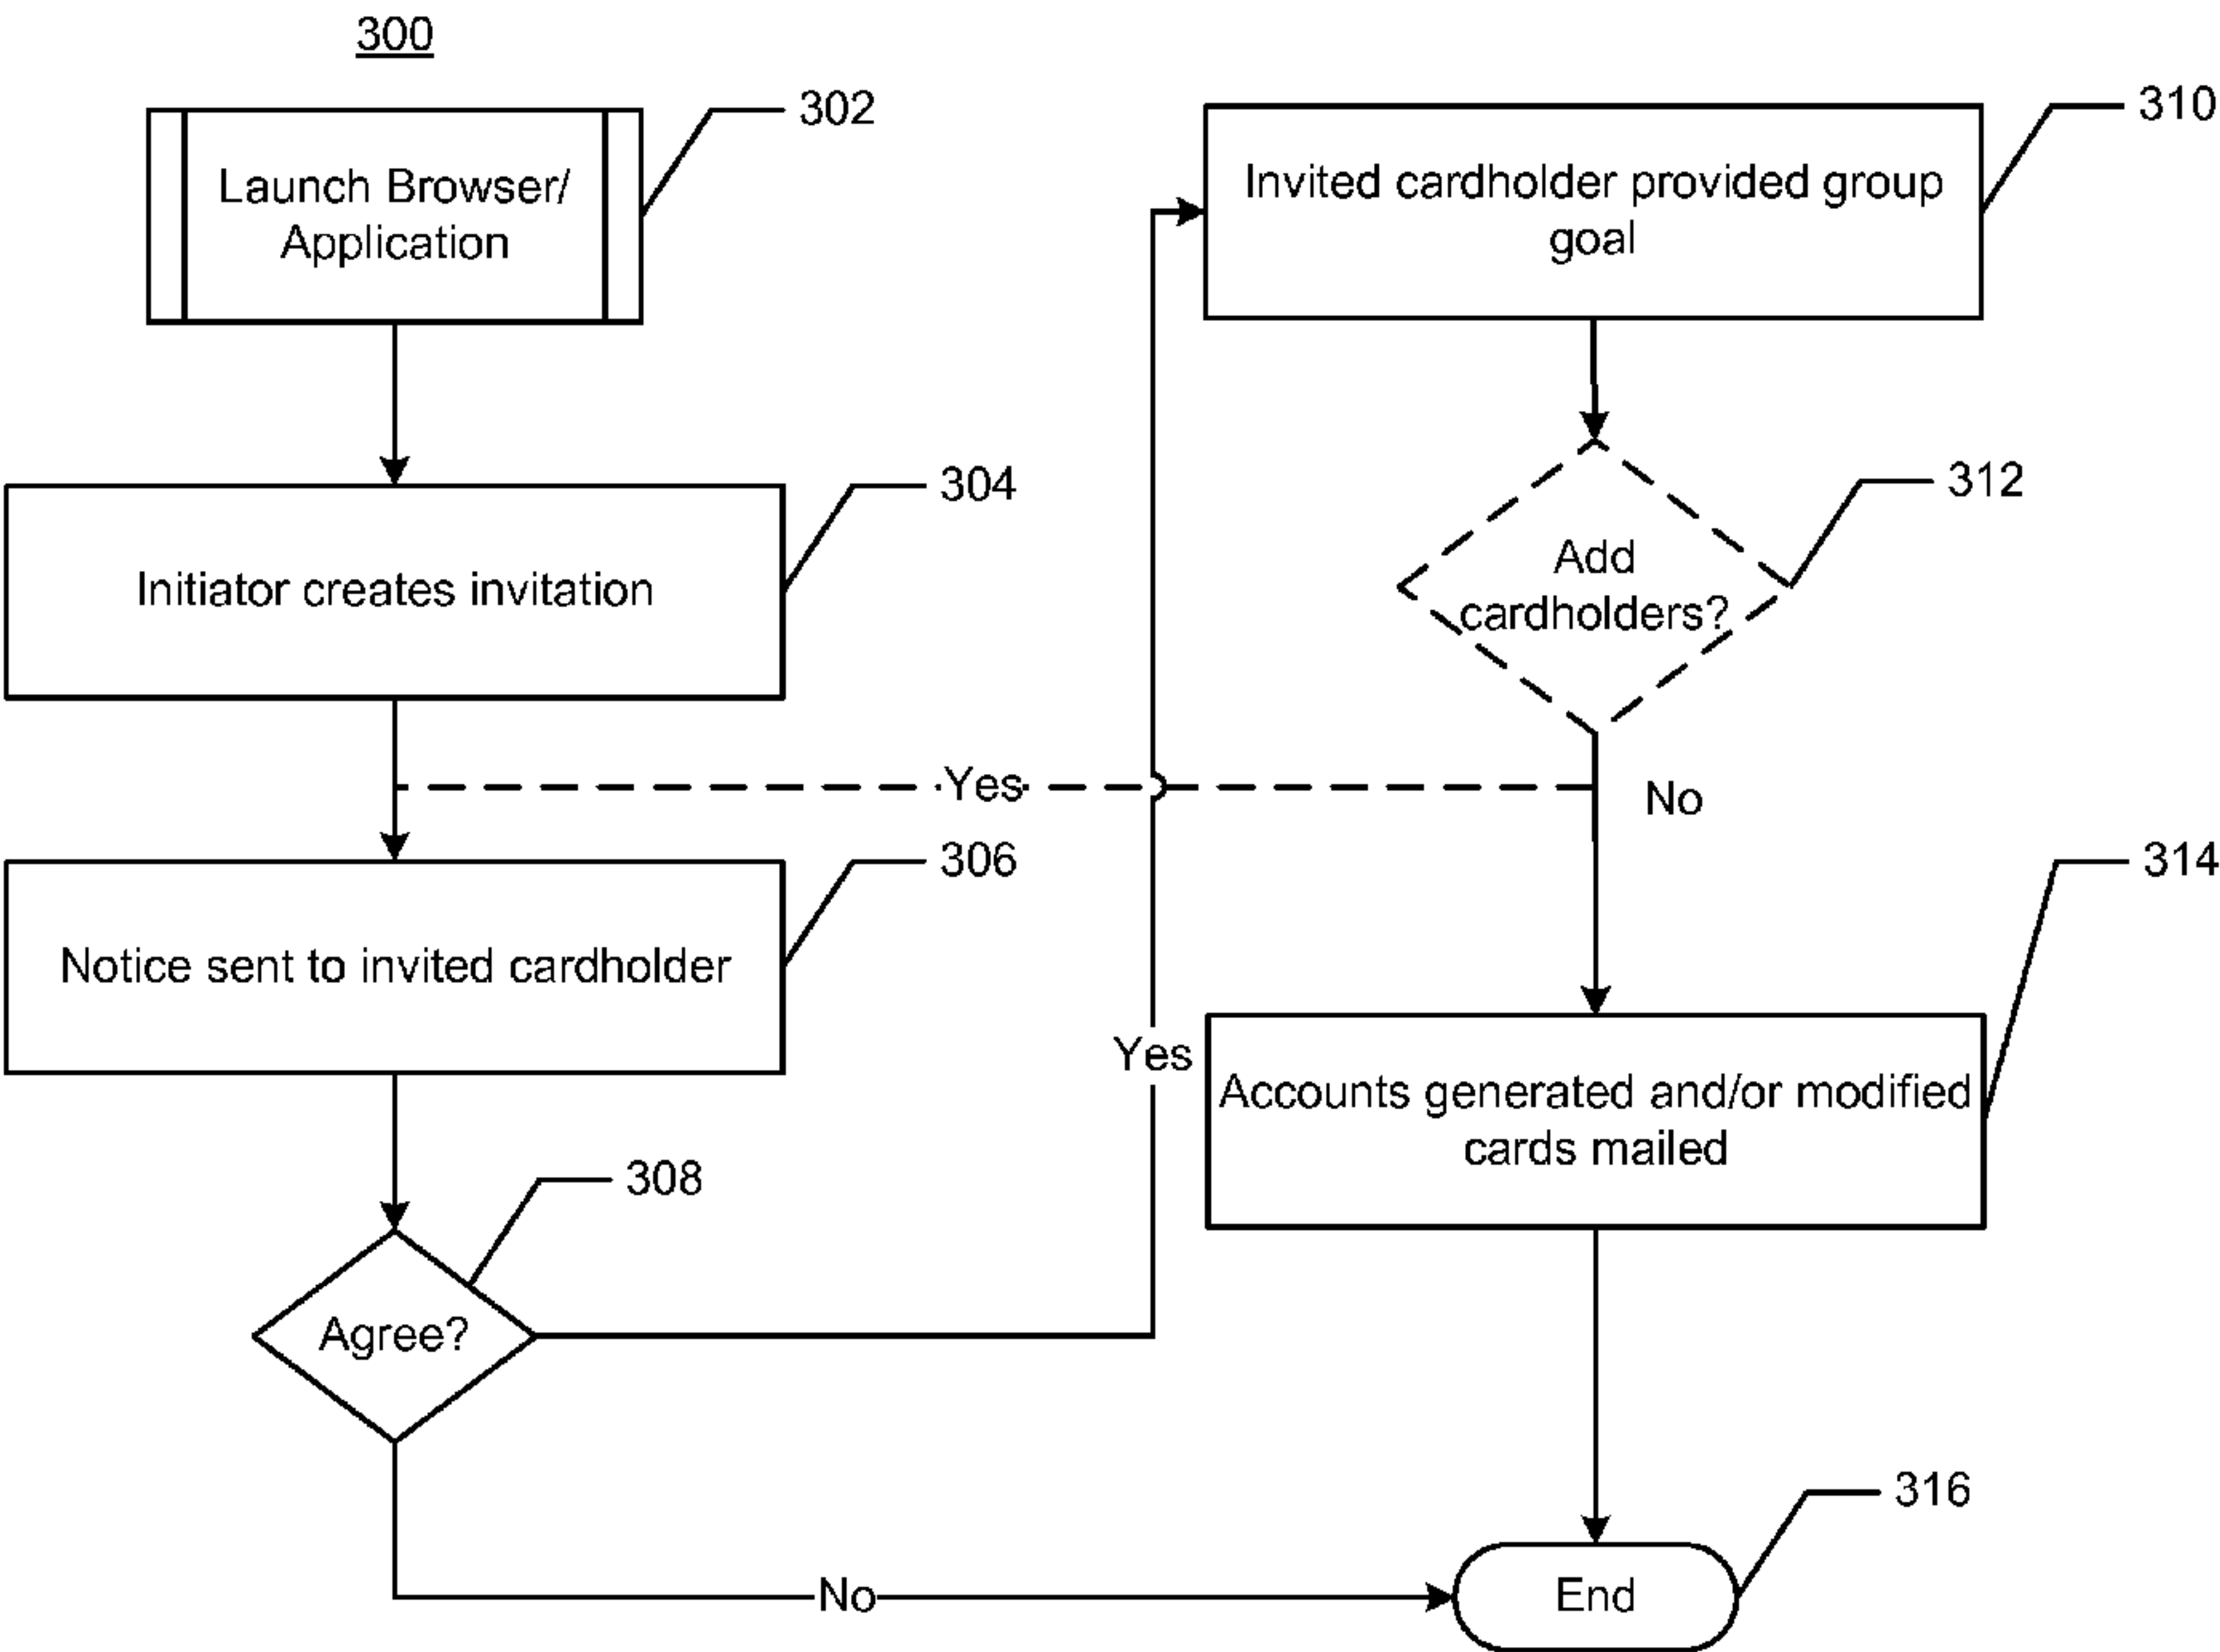 300
302
Launch Browser/
Application
304
Initiator creates invitation
Yes
306
Notice sent to invited cardholder
308
Agree?
Yes
No
310
Invited cardholder provided group
goal
312
Add
cardholders?
No
314
Accounts generated and/or modified
cards mailed
316
End